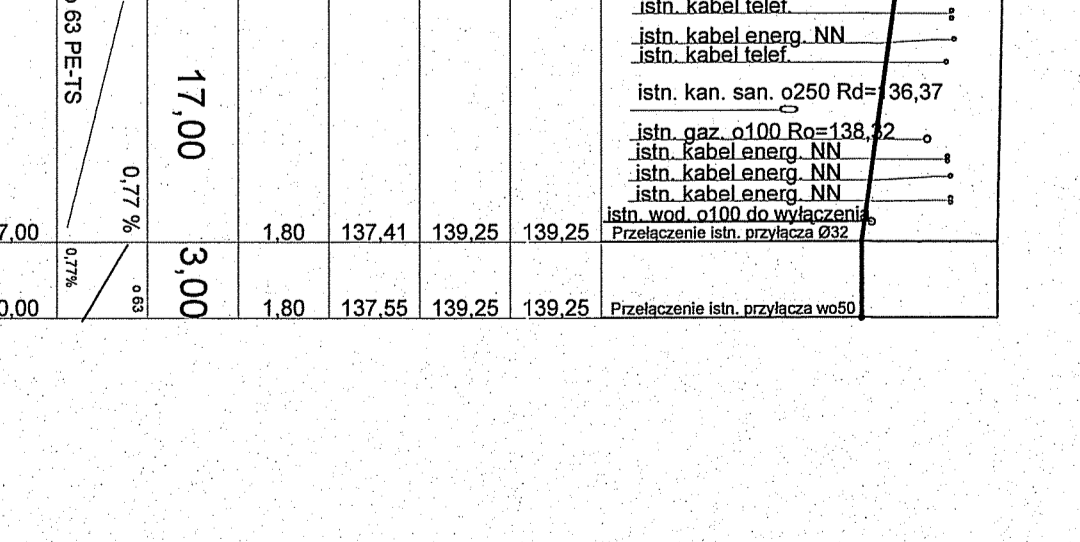 istn. kabel telef.
istn. kabel energ. NN
istn. kabel telef.
istn. kan. san. o250 Rd=136,37
istn. gaz. o100 Ro=138,32
istn. kabel energ. NN
istn. kabel energ. NN
istn. kabel energ. NN
istn. wod. o100 do wyłączenia
Przełączenie istn. przyłącza Ø32
63 PE-TS
0,77 %
17,00
7,00 1,80 137,41 139,25 139,25
0,77%
o 63
3,00
0,00 1,80 137,55 139,25 139,25 Przełączenie istn. przyłącza wo50